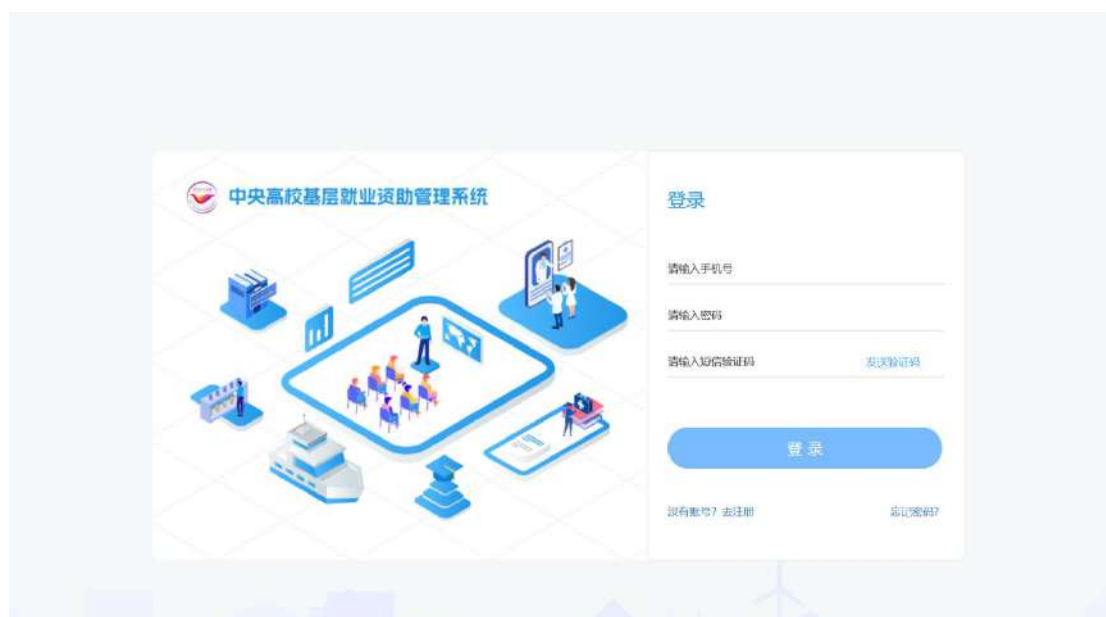 中央高校基层就业资助管理系统
登录
请输入手机号
请输入密码
请输入短信验证码
发送验证码
登 录
没有账号？去注册
忘记密码?